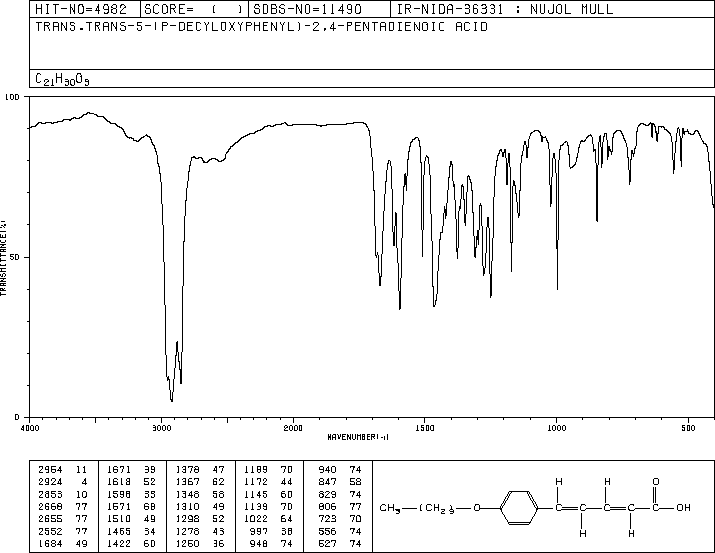 HIT-NO=4982 SCORE= ( ) SDBS-NO=11490 IR-NIDA-36331 : NUJOL MULL
TRANS,TRANS-5-(P-DECYLOXYPHENYL)-2,4-PENTADIENOIC ACID
C21H30O3
100
50
0
TRANSMITTANCE(%)
4000 3000 2000 1500 1000 500
WAVENUMBER(-1)
2964 11 1671 39 1378 47 1189 70 940 74
2924 4 1618 52 1367 62 1172 44 847 58
2853 10 1598 33 1348 58 1145 60 829 74
2668 77 1571 68 1310 49 1139 70 806 77
2655 77 1510 49 1298 52 1022 64 723 70
2552 77 1465 34 1278 43 997 38 556 74
1684 49 1422 60 1250 36 948 74 527 74
H H O
CH3 (CH2)9 O OH
H H